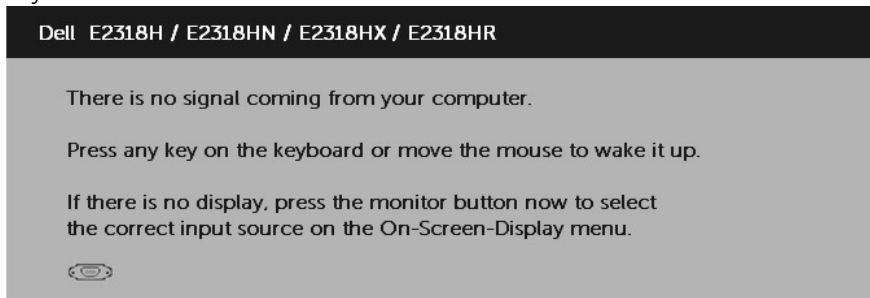 Dell E2318H / E2318HN / E2318HX / E2318HR
There is no signal coming from your computer.
Press any key on the keyboard or move the mouse to wake it up.
If there is no display, press the monitor button now to select
the correct input source on the On-Screen-Display menu.